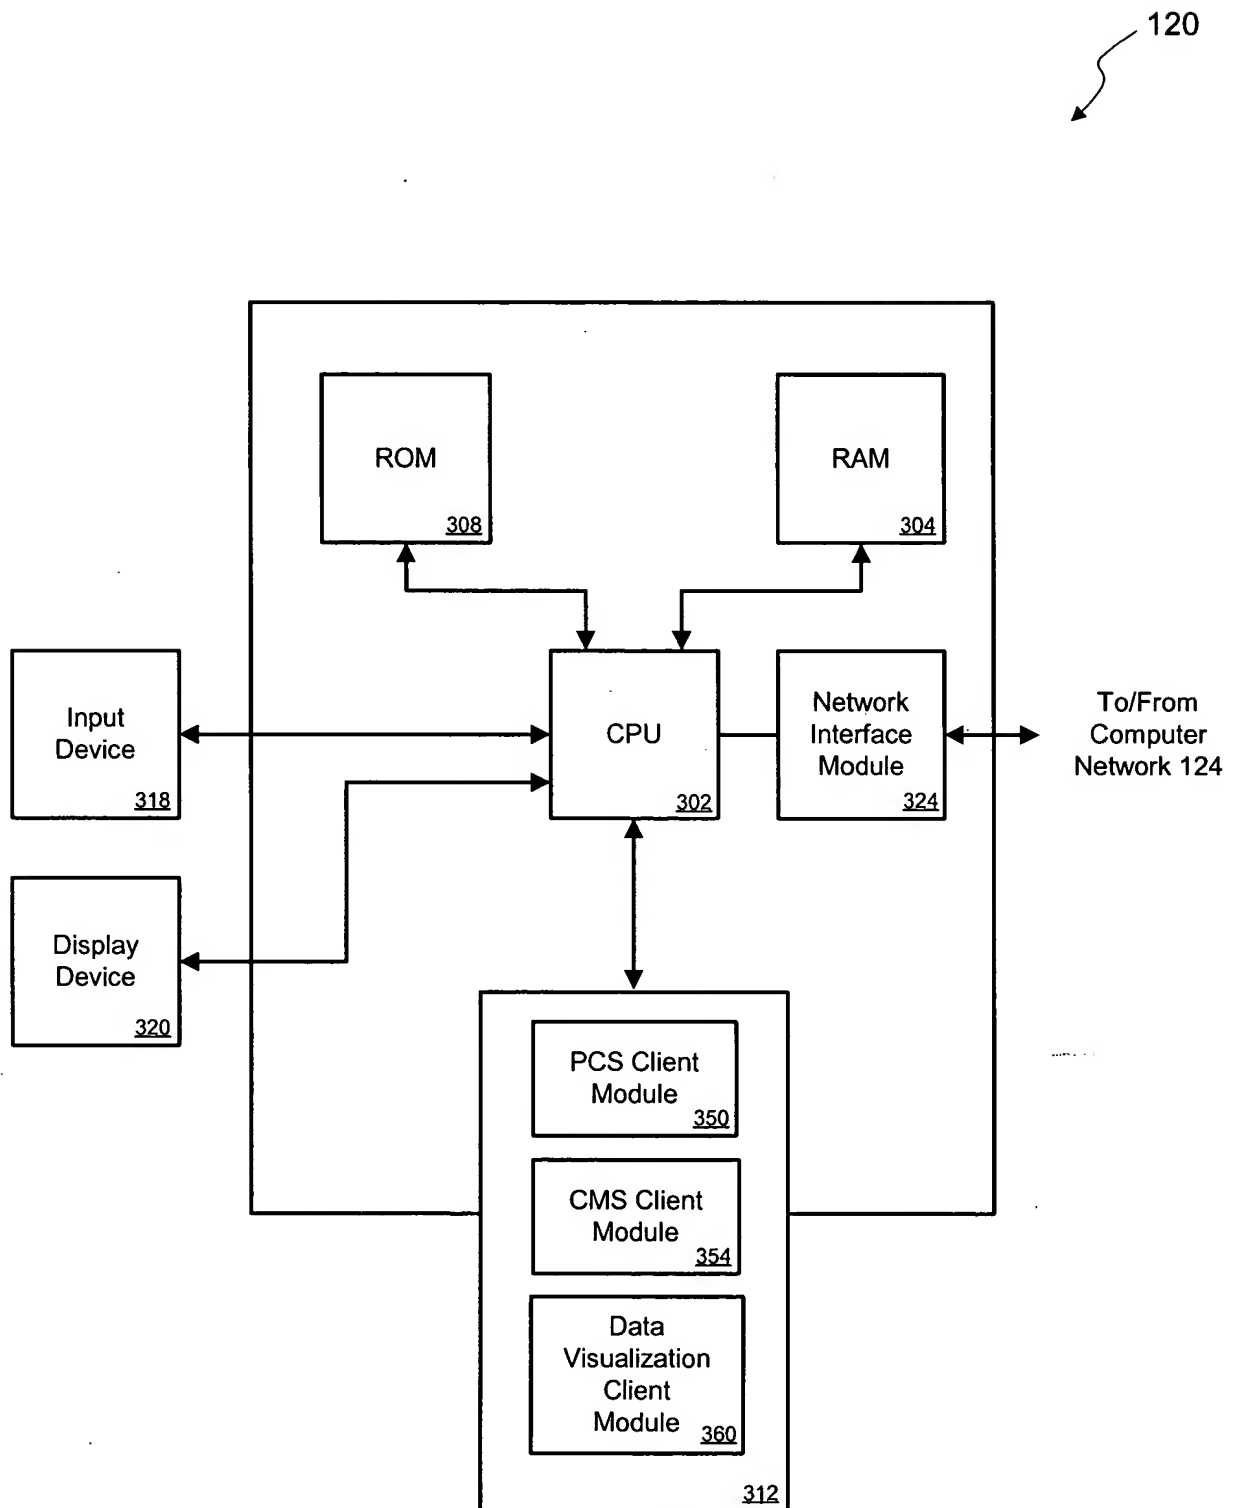 120
ROM
308
RAM
304
Input
Device
318
CPU
302
Network
Interface
Module
324
To/From
Computer
Network 124
Display
Device
320
PCS Client
Module
350
CMS Client
Module
354
Data
Visualization
Client
Module
360
312